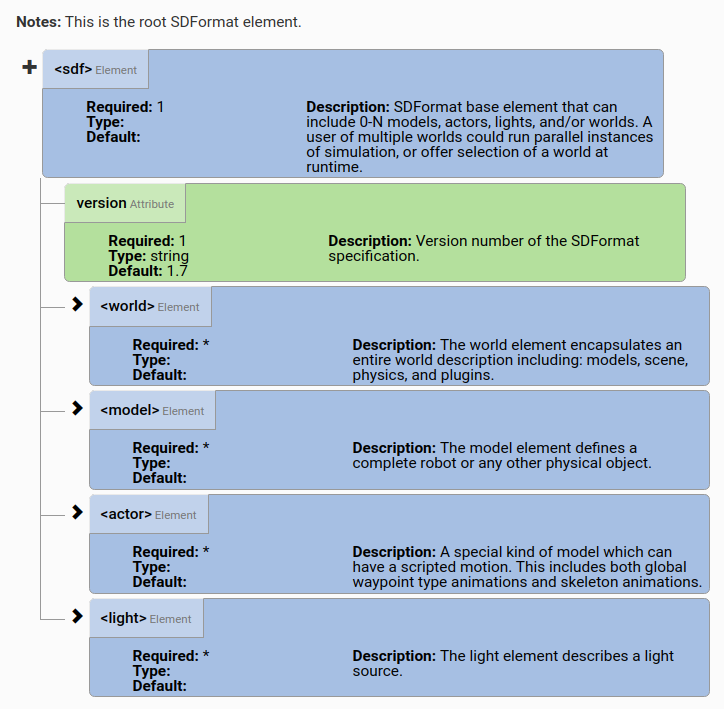 Notes: This is the root SDFormat element.
<sdf> Element
Required: 1
Type:
Default:
Description: SDFormat base element that can
include 0-N models, actors, lights, and/or worlds. A
user of multiple worlds could run parallel instances
of simulation, or offer selection of a world at
runtime.
version Attribute
Required: 1
Type: string
Default: 1.7
Description: Version number of the SDFormat
specification.
<world> Element
Required: *
Type:
Default:
Description: The world element encapsulates an
entire world description including: models, scene,
physics, and plugins.
<model> Element
Required: *
Type:
Default:
Description: The model element defines a
complete robot or any other physical object.
<actor> Element
Required: *
Type:
Default:
Description: A special kind of model which can
have a scripted motion. This includes both global
waypoint type animations and skeleton animations.
<light> Element
Required: *
Type:
Default:
Description: The light element describes a light
source.